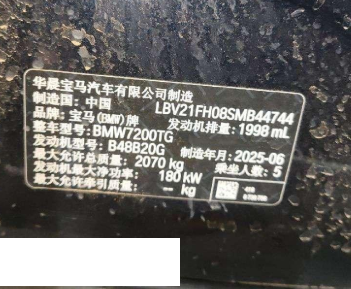 华晨宝马汽车有限公司制造
制造国：中国 LBV21FH08SMB44744
品牌：宝马(BMW)牌 发动机排量：1998 mL
整车型号：BMW7200TG
发动机型号：B48B20G 制造年月：2025-06
最大允许总质量：2070 kg 乘坐人数：5
发动机最大净功率：180 kW
最大允许牵引质量：-- kg